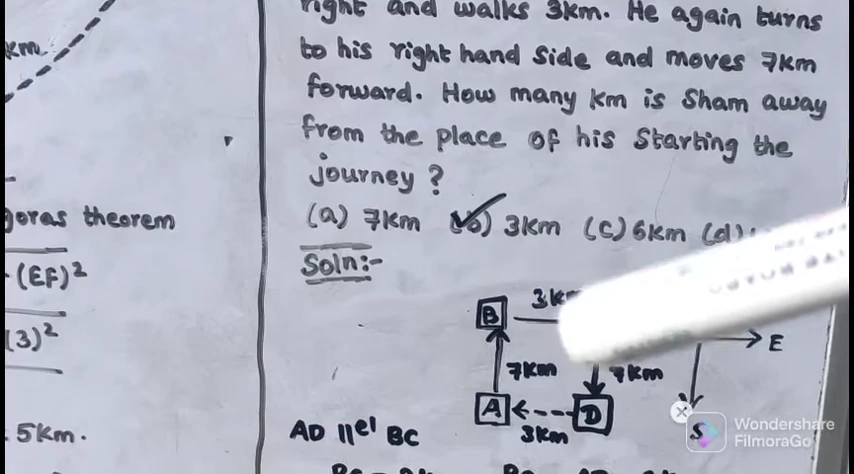 km.
right and walks 3km. He again turns
to his right hand side and moves 7km
forward. How many km is Sham away
from the place of his starting the
journey?
(a) 7km (b) 3km (c) 6km (d)
Soln:-
goras theorem
(EF)²
(3)²
5km.
3km
B
E
7km
7km
A
D
3km
S
AD ||el BC
Wondershare
FilmoraGo